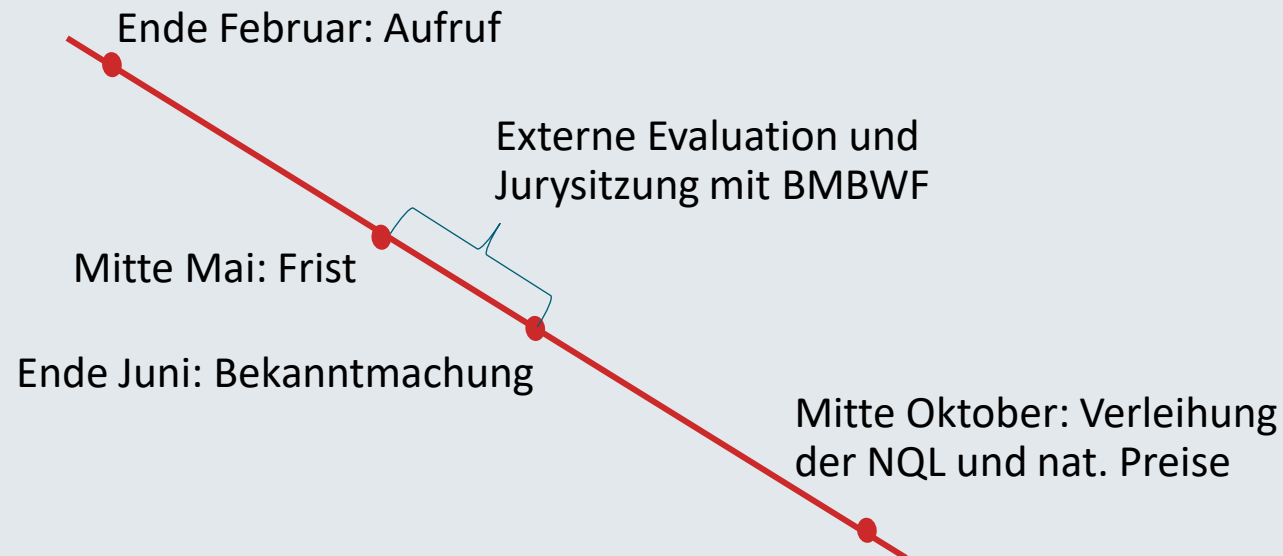 Ende Februar: Aufruf
Externe Evaluation und
Jurysitzung mit BMBWF
Mitte Mai: Frist
Ende Juni: Bekanntmachung
Mitte Oktober: Verleihung
der NQL und nat. Preise